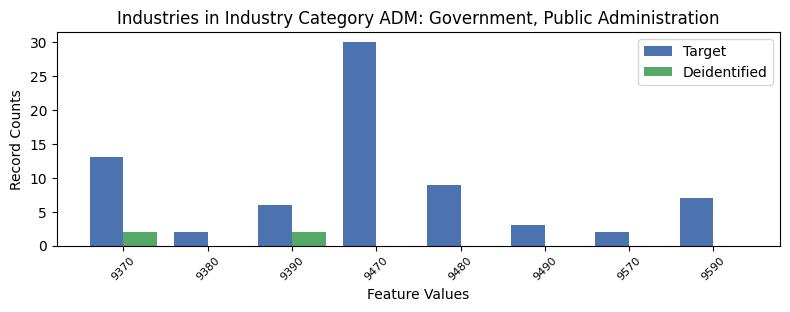 Industries in Industry Category ADM: Government, Public Administration
Target
Deidentified
Record Counts
30
25
20
15
10
5
0
9370 9380 9390 9470 9480 9490 9570 9590
Feature Values